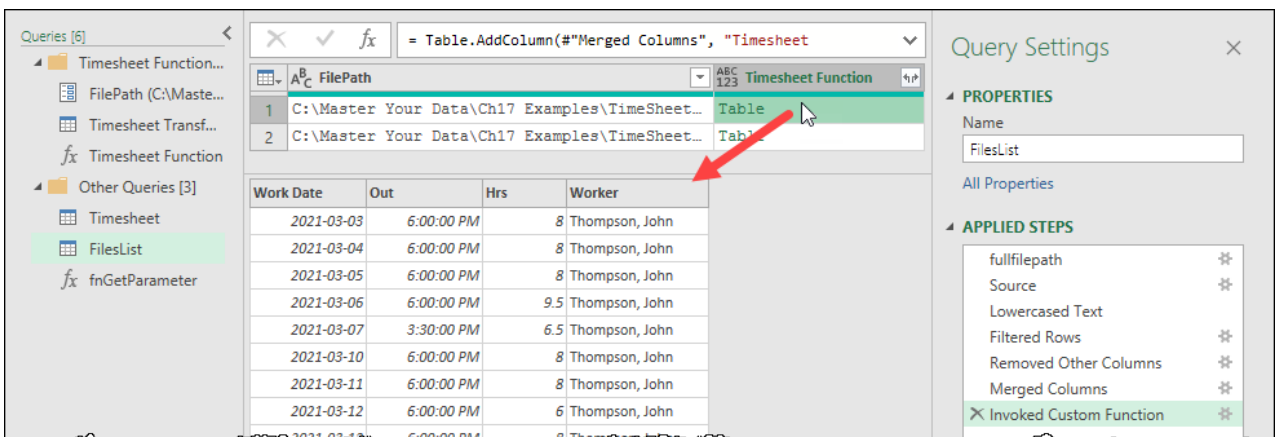 Queries [6]
Timesheet Function...
FilePath (C:\Maste...
Timesheet Transf...
fx Timesheet Function
Other Queries [3]
Timesheet
FilesList
fx fnGetParameter
fx = Table.AddColumn(#"Merged Columns", "Timesheet
ABC FilePath ABC 123 Timesheet Function
1 C:\Master Your Data\Ch17 Examples\TimeSheet... Table
2 C:\Master Your Data\Ch17 Examples\TimeSheet... Table
Work Date Out Hrs Worker
2021-03-03 6:00:00 PM 8 Thompson, John
2021-03-04 6:00:00 PM 8 Thompson, John
2021-03-05 6:00:00 PM 8 Thompson, John
2021-03-06 6:00:00 PM 9.5 Thompson, John
2021-03-07 3:30:00 PM 6.5 Thompson, John
2021-03-10 6:00:00 PM 8 Thompson, John
2021-03-11 6:00:00 PM 8 Thompson, John
2021-03-12 6:00:00 PM 6 Thompson, John
Query Settings
PROPERTIES
Name
FilesList
All Properties
APPLIED STEPS
fullfilepath
Source
Lowercased Text
Filtered Rows
Removed Other Columns
Merged Columns
Invoked Custom Function